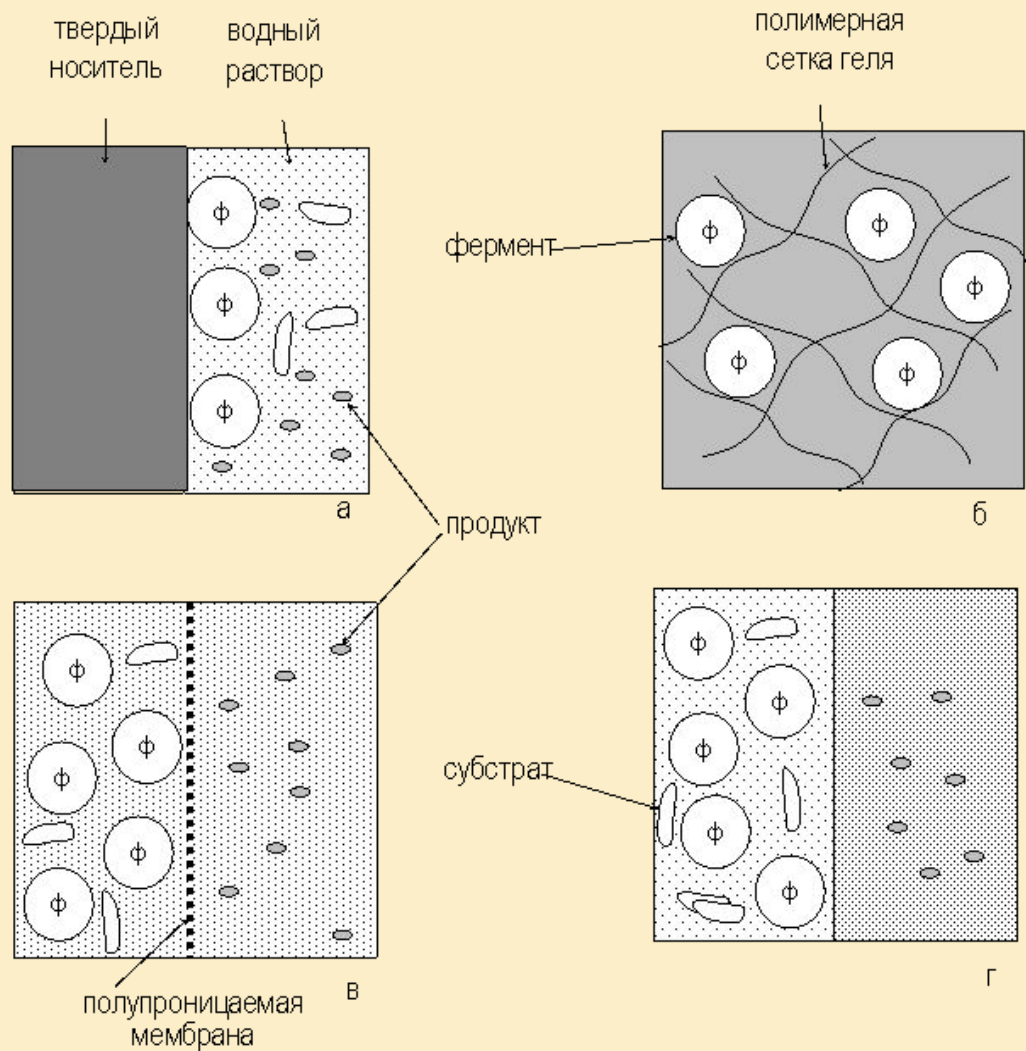 твердый
носитель
водный
раствор
полимерная
сетка геля
ф
ф
ф
а
фермент
ф
ф
ф
ф
ф
б
продукт
ф
ф
ф
ф
ф
в
полупроницаемая
мембрана
субстрат
ф
ф
ф
ф
ф
г